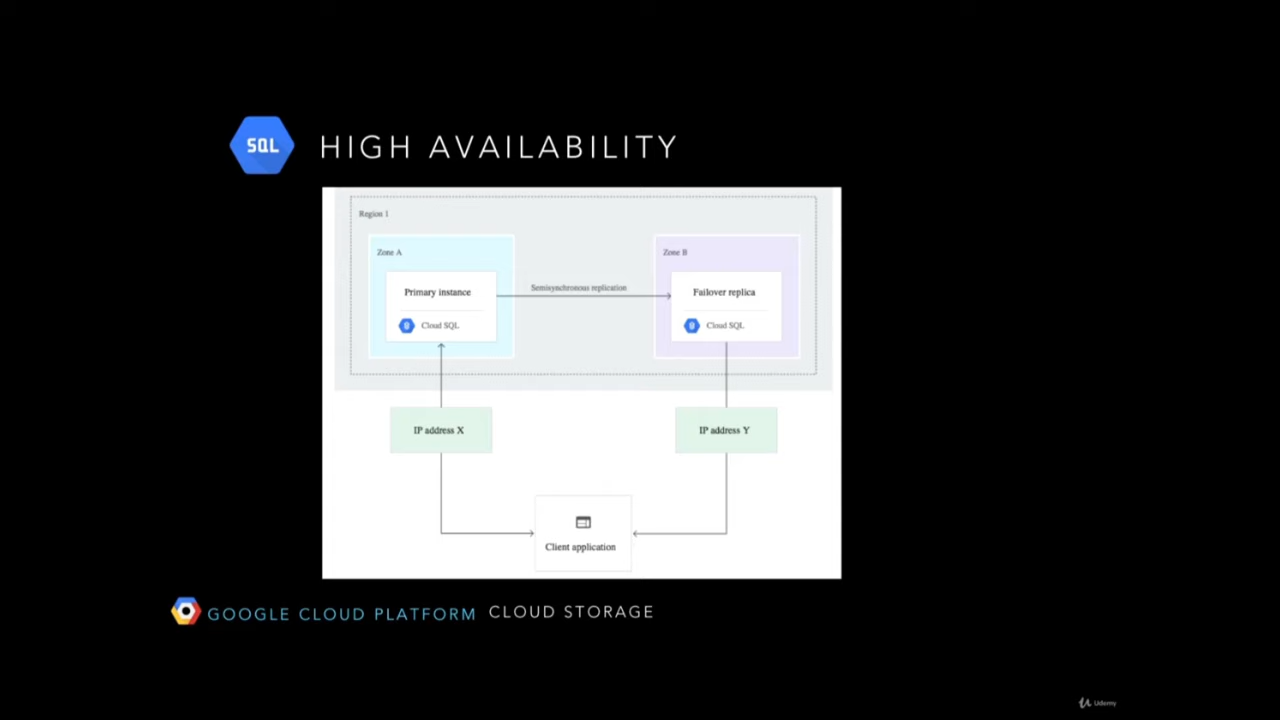 SQL
HIGH AVAILABILITY
Region 1
Zone A
Zone B
Primary instance
Semisynchronous replication
Failover replica
Cloud SQL
Cloud SQL
IP address X
IP address Y
Client application
GOOGLE CLOUD PLATFORM CLOUD STORAGE
Udemy